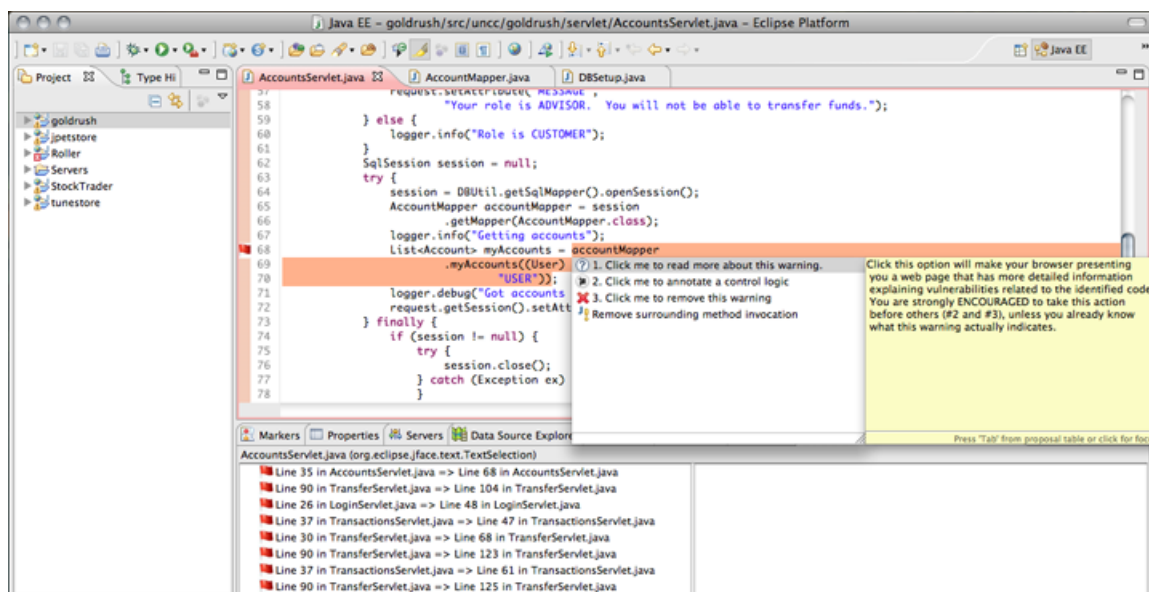 Java EE – goldrush/src/uncc/goldrush/servlet/AccountsServlet.java – Eclipse Platform
Java EE
Project
Type Hi
AccountsServlet.java
AccountMapper.java
DBSetup.java
goldrush
jpetstore
Roller
Servers
StockTrader
tunestore
57 request.setAttribute("MESSAGE",
58 "Your role is ADVISOR.  You will not be able to transfer funds.");
59 } else {
60 logger.info("Role is CUSTOMER");
61 }
62 SqlSession session = null;
63 try {
64 session = DBUtil.getSqlMapper().openSession();
65 AccountMapper accountMapper = session
66 .getMapper(AccountMapper.class);
67 logger.info("Getting accounts");
68 List<Account> myAccounts = accountMapper
69 .myAccounts((User)
70 "USER"));
71 logger.debug("Got accounts
72 request.getSession().setAtt
73 } finally {
74 if (session != null) {
75 try {
76 session.close();
77 } catch (Exception ex)
78 }
1. Click me to read more about this warning.
2. Click me to annotate a control logic
3. Click me to remove this warning
Remove surrounding method invocation
Click this option will make your browser presenting
you a web page that has more detailed information
explaining vulnerabilities related to the identified code
You are strongly ENCOURAGED to take this action
before others (#2 and #3), unless you already know
what this warning actually indicates.
Press 'Tab' from proposal table or click for foc
Markers
Properties
Servers
Data Source Explore
AccountsServlet.java (org.eclipse.jface.text.TextSelection)
Line 35 in AccountsServlet.java => Line 68 in AccountsServlet.java
Line 90 in TransferServlet.java => Line 104 in TransferServlet.java
Line 26 in LoginServlet.java => Line 48 in LoginServlet.java
Line 37 in TransactionsServlet.java => Line 47 in TransactionsServlet.java
Line 30 in TransferServlet.java => Line 68 in TransferServlet.java
Line 90 in TransferServlet.java => Line 123 in TransferServlet.java
Line 37 in TransactionsServlet.java => Line 61 in TransactionsServlet.java
Line 90 in TransferServlet.java => Line 125 in TransferServlet.java